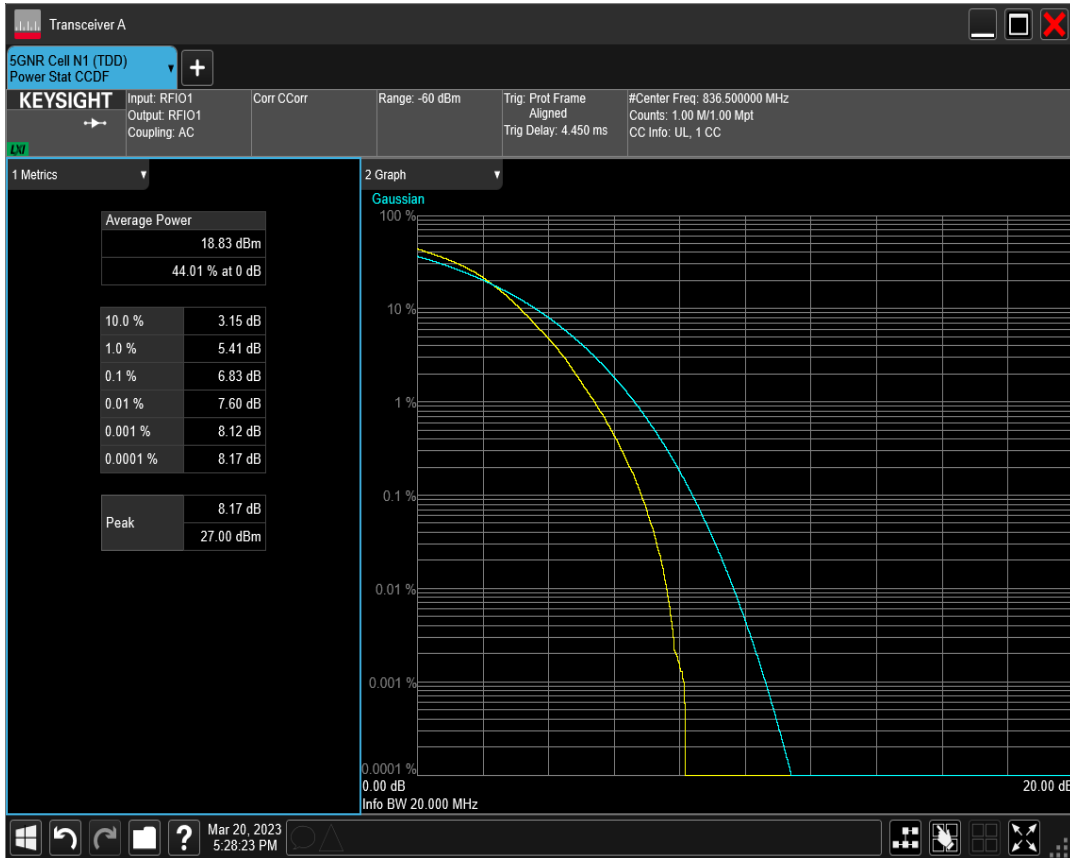 Transceiver A
5GNR Cell N1 (TDD)
Power Stat CCDF
+
KEYSIGHT
LXI
Input: RFIO1
Output: RFIO1
Coupling: AC
Corr CCorr
Range: -60 dBm
Trig: Prot Frame
Aligned
Trig Delay: 4.450 ms
#Center Freq: 836.500000 MHz
Counts: 1.00 M/1.00 Mpt
CC Info: UL, 1 CC
1 Metrics
Average Power
18.83 dBm
44.01 % at 0 dB
10.0 % 3.15 dB
1.0 % 5.41 dB
0.1 % 6.83 dB
0.01 % 7.60 dB
0.001 % 8.12 dB
0.0001 % 8.17 dB
Peak
8.17 dB
27.00 dBm
2 Graph
Gaussian
100 %
10 %
1 %
0.1 %
0.01 %
0.001 %
0.0001 %
0.00 dB 20.00 dB
Info BW 20.000 MHz
?
Mar 20, 2023
5:28:23 PM